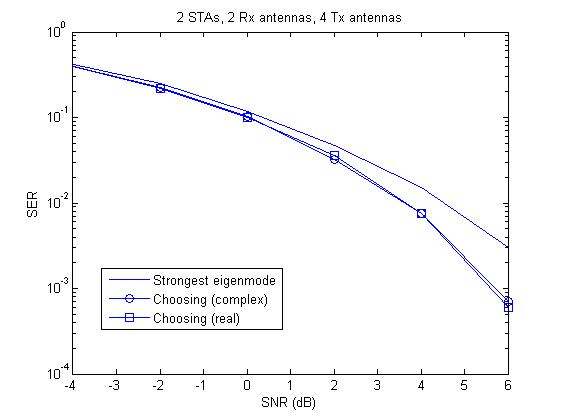 2 STAs, 2 Rx antennas, 4 Tx antennas
10^0
10^-1
10^-2
10^-3
10^-4
SER
Strongest eigenmode
Choosing (complex)
Choosing (real)
-4 -3 -2 -1 0 1 2 3 4 5 6
SNR (dB)